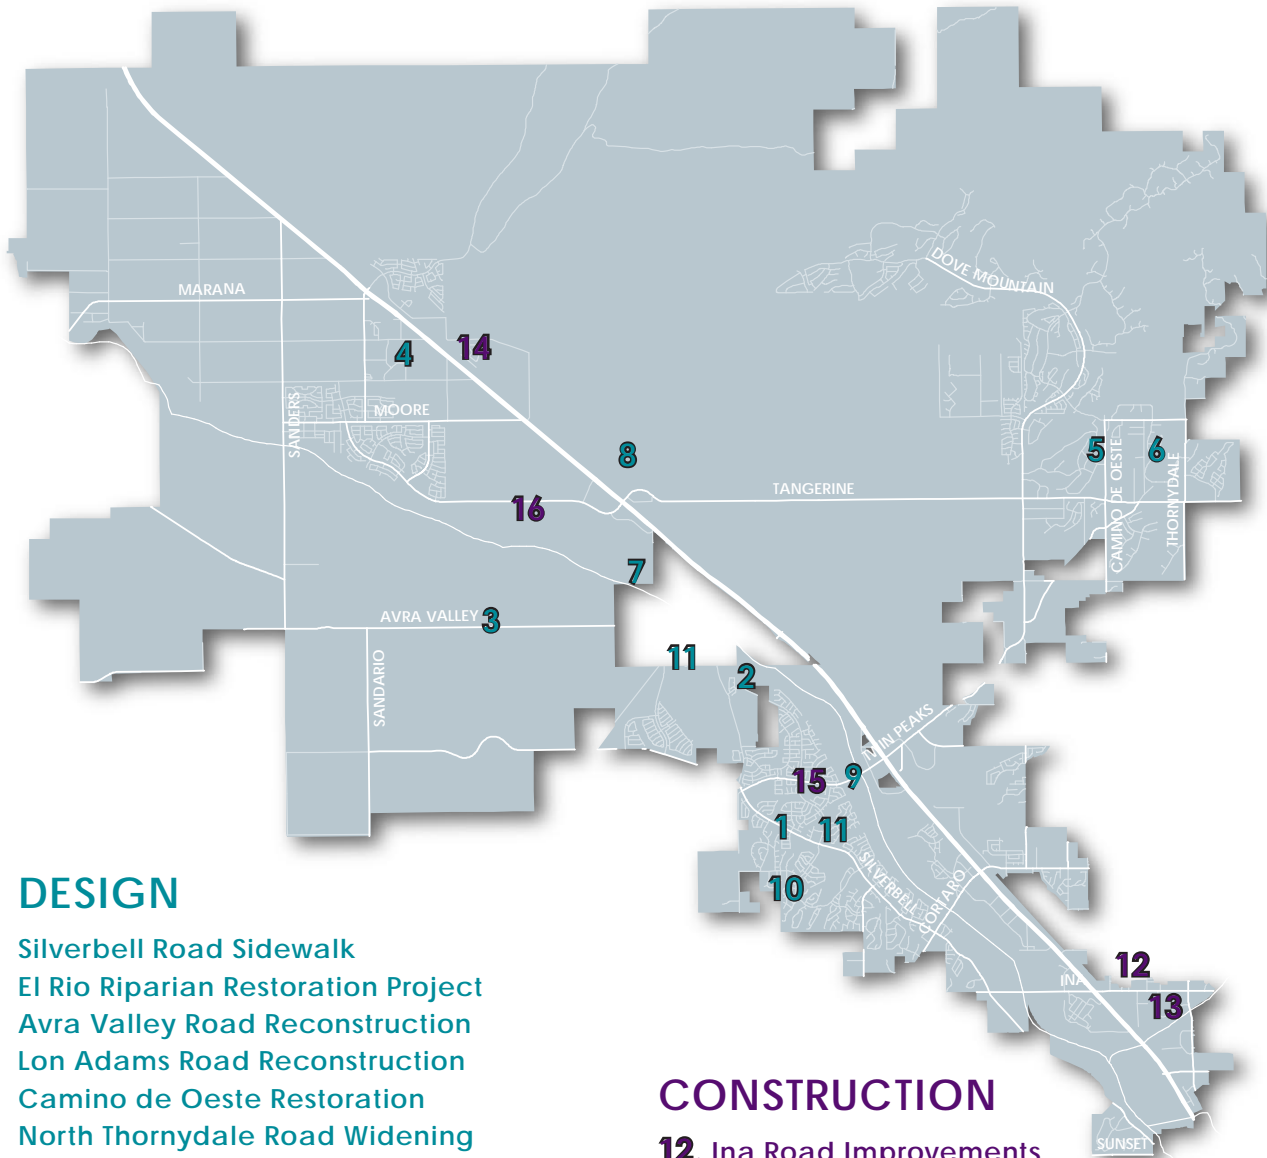 DOVE MOUNTAIN
MARANA
4
14
SANDERS
MOORE
8
5
CAMINO DE OESTE
6
THORNYDALE
TANGERINE
16
7
AVRA VALLEY
3
SANDARIO
11
2
TWIN PEAKS
15
9
1
11
SILVERBELL
10
CORTARO
INA
12
13
SUNSET
DESIGN
Silverbell Road Sidewalk
El Rio Riparian Restoration Project
Avra Valley Road Reconstruction
Lon Adams Road Reconstruction
Camino de Oeste Restoration
North Thornydale Road Widening
CONSTRUCTION
12 Ina Road Improvements